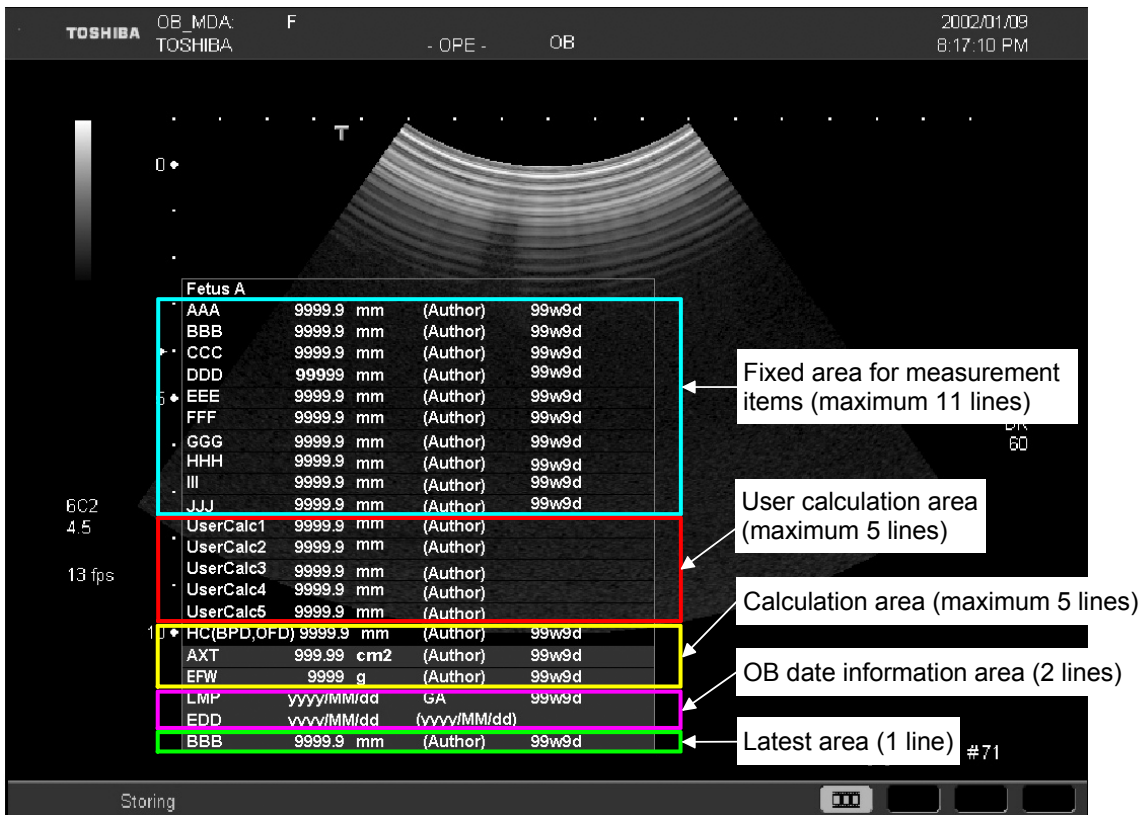 TOSHIBA OB_MDA: F 2002/01/09
TOSHIBA - OPE - OB 8:17:10 PM
T
0
Fetus A
AAA 9999.9 mm (Author) 99w9d
BBB 9999.9 mm (Author) 99w9d
CCC 9999.9 mm (Author) 99w9d
DDD 99999 mm (Author) 99w9d
5 EEE 9999.9 mm (Author) 99w9d
FFF 9999.9 mm (Author) 99w9d
GGG 9999.9 mm (Author) 99w9d
HHH 9999.9 mm (Author) 99w9d
III 9999.9 mm (Author) 99w9d
JJJ 9999.9 mm (Author) 99w9d
UserCalc1 9999.9 mm (Author)
UserCalc2 9999.9 mm (Author)
UserCalc3 9999.9 mm (Author)
UserCalc4 9999.9 mm (Author)
UserCalc5 9999.9 mm (Author)
HC(BPD,OFD) 9999.9 mm (Author) 99w9d
AXT 999.99 cm2 (Author) 99w9d
EFW 9999 g (Author) 99w9d
LMP yyyy/MM/dd GA 99w9d
EDD yyyy/MM/dd (yyyy/MM/dd)
BBB 9999.9 mm (Author) 99w9d
Fixed area for measurement
items (maximum 11 lines)
DR
60
User calculation area
(maximum 5 lines)
Calculation area (maximum 5 lines)
OB date information area (2 lines)
Latest area (1 line)
#71
6C2
4.5
13 fps
Storing